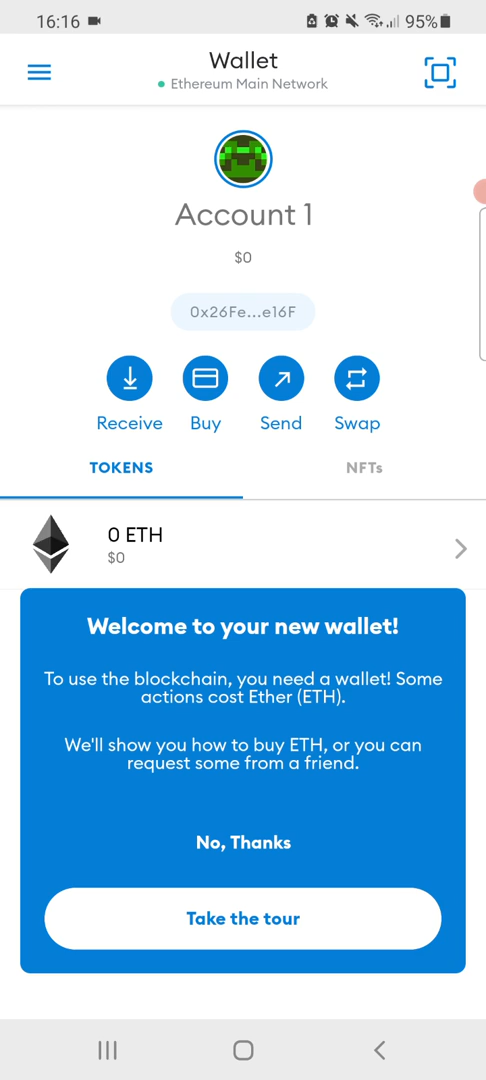 16:16
95%
Wallet
Ethereum Main Network
Account 1
$0
0x26Fe...e16F
Receive Buy Send Swap
TOKENS NFTs
0 ETH
$0
Welcome to your new wallet!
To use the blockchain, you need a wallet! Some
actions cost Ether (ETH).
We'll show you how to buy ETH, or you can
request some from a friend.
No, Thanks
Take the tour